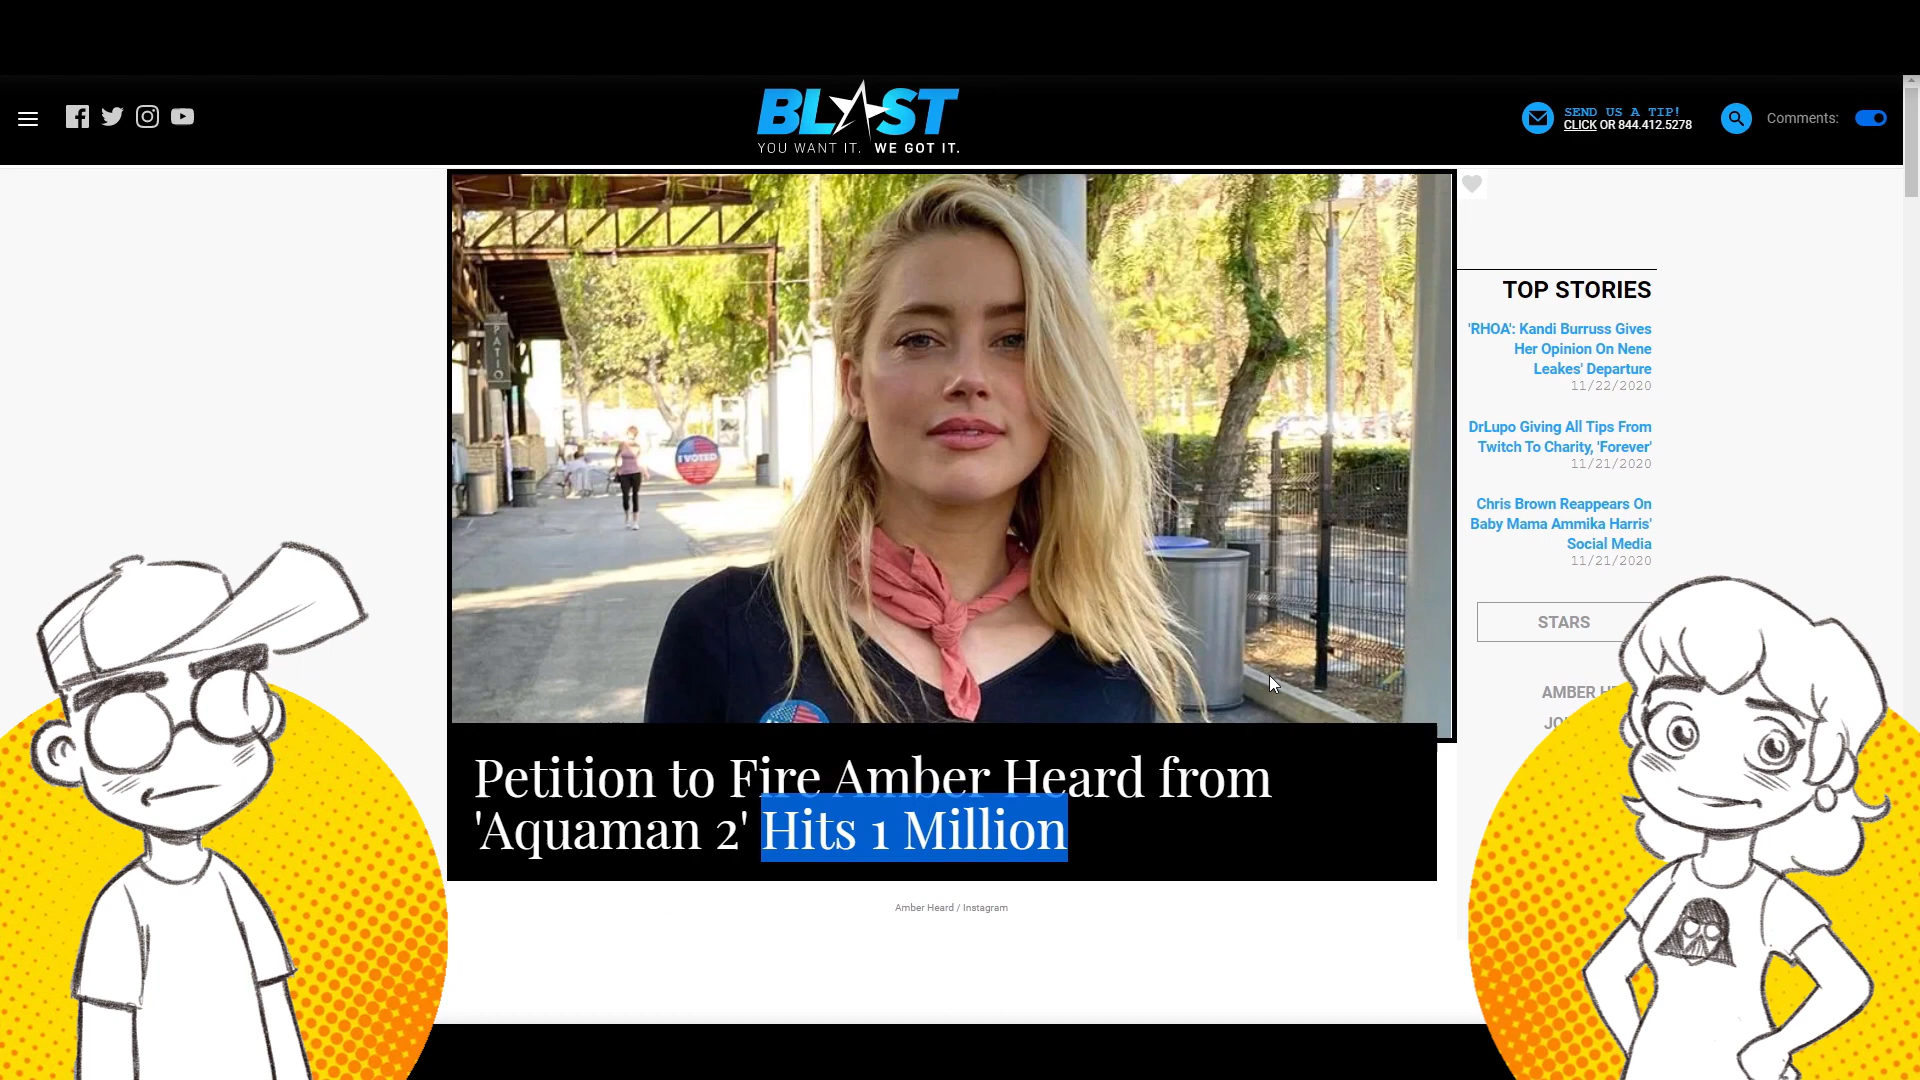 BLAST
YOU WANT IT. WE GOT IT.
SEND US A TIP!
CLICK OR 844.412.5278
Comments:
PATIO
I VOTED
TOP STORIES
'RHOA': Kandi Burruss Gives
Her Opinion On Nene
Leakes' Departure
11/22/2020
DrLupo Giving All Tips From
Twitch To Charity, 'Forever'
11/21/2020
Chris Brown Reappears On
Baby Mama Ammika Harris'
Social Media
11/21/2020
STARS
AMBER
Petition to Fire Amber Heard from
'Aquaman 2' Hits 1 Million
Amber Heard / Instagram